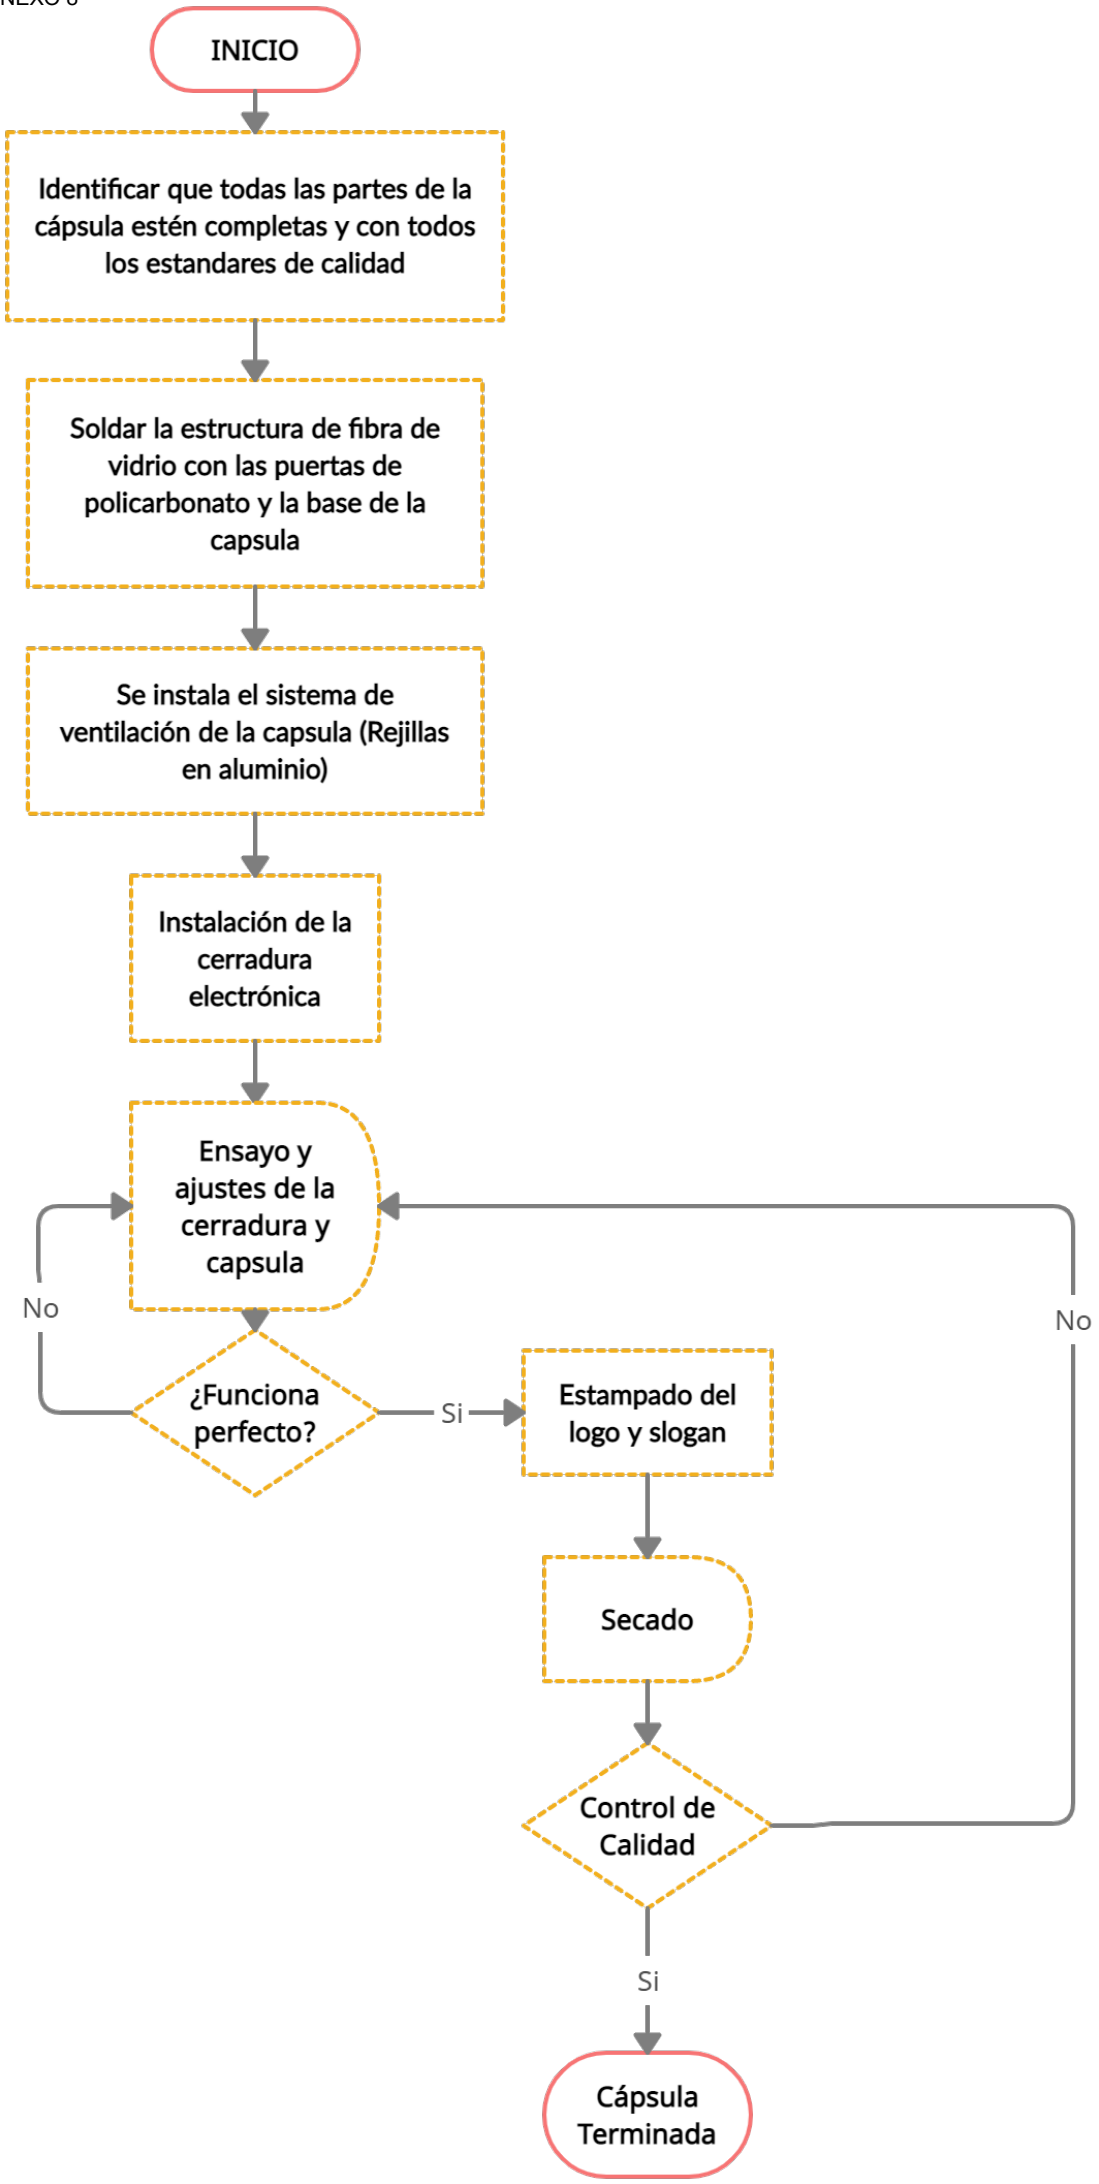 INICIO
Identificar que todas las partes de la
cápsula estén completas y con todos
los estandares de calidad
Soldar la estructura de fibra de
vidrio con las puertas de
policarbonato y la base de la
capsula
Se instala el sistema de
ventilación de la capsula (Rejillas
en aluminio)
Instalación de la
cerradura
electrónica
Ensayo y
ajustes de la
cerradura y
capsula
No
No
¿Funciona
perfecto?
Si
Estampado del
logo y slogan
Secado
Control de
Calidad
Si
Cápsula
Terminada